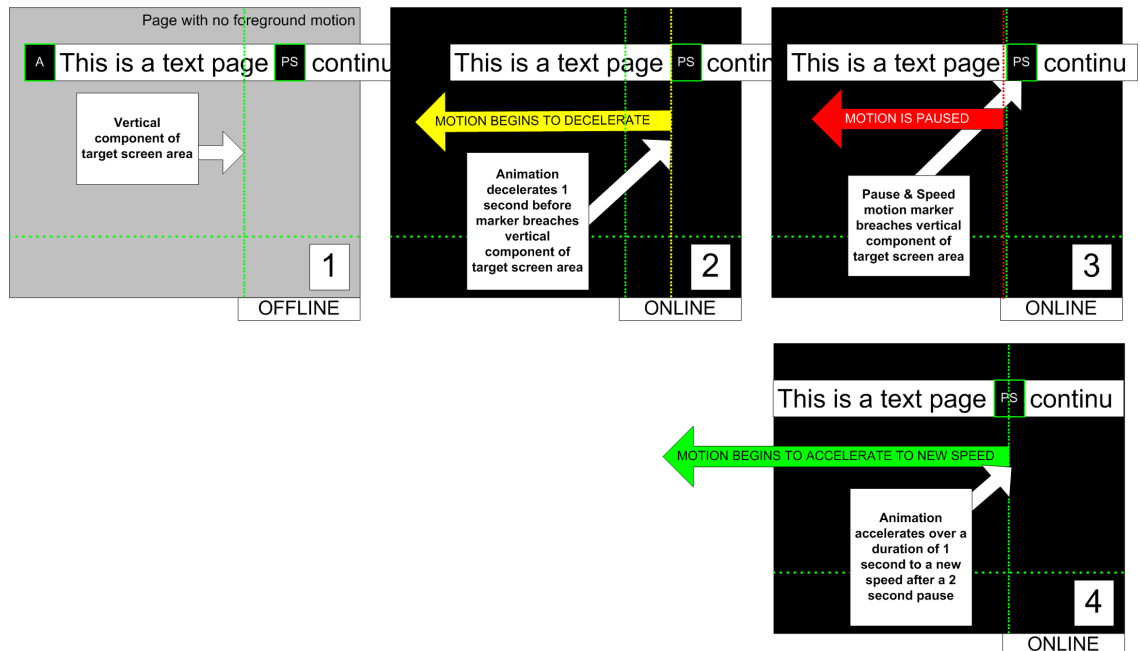 Page with no foreground motion
A This is a text page PS continu
Vertical
component of
target screen area
1
OFFLINE
This is a text page PS contin
MOTION BEGINS TO DECELERATE
Animation
decelerates 1
second before
marker breaches
vertical
component of
target screen area
2
ONLINE
This is a text page PS continu
MOTION IS PAUSED
Pause & Speed
motion marker
breaches vertical
component of
target screen area
3
ONLINE
This is a text page PS continu
MOTION BEGINS TO ACCELERATE TO NEW SPEED
Animation
accelerates over a
duration of 1
second to a new
speed after a 2
second pause
4
ONLINE